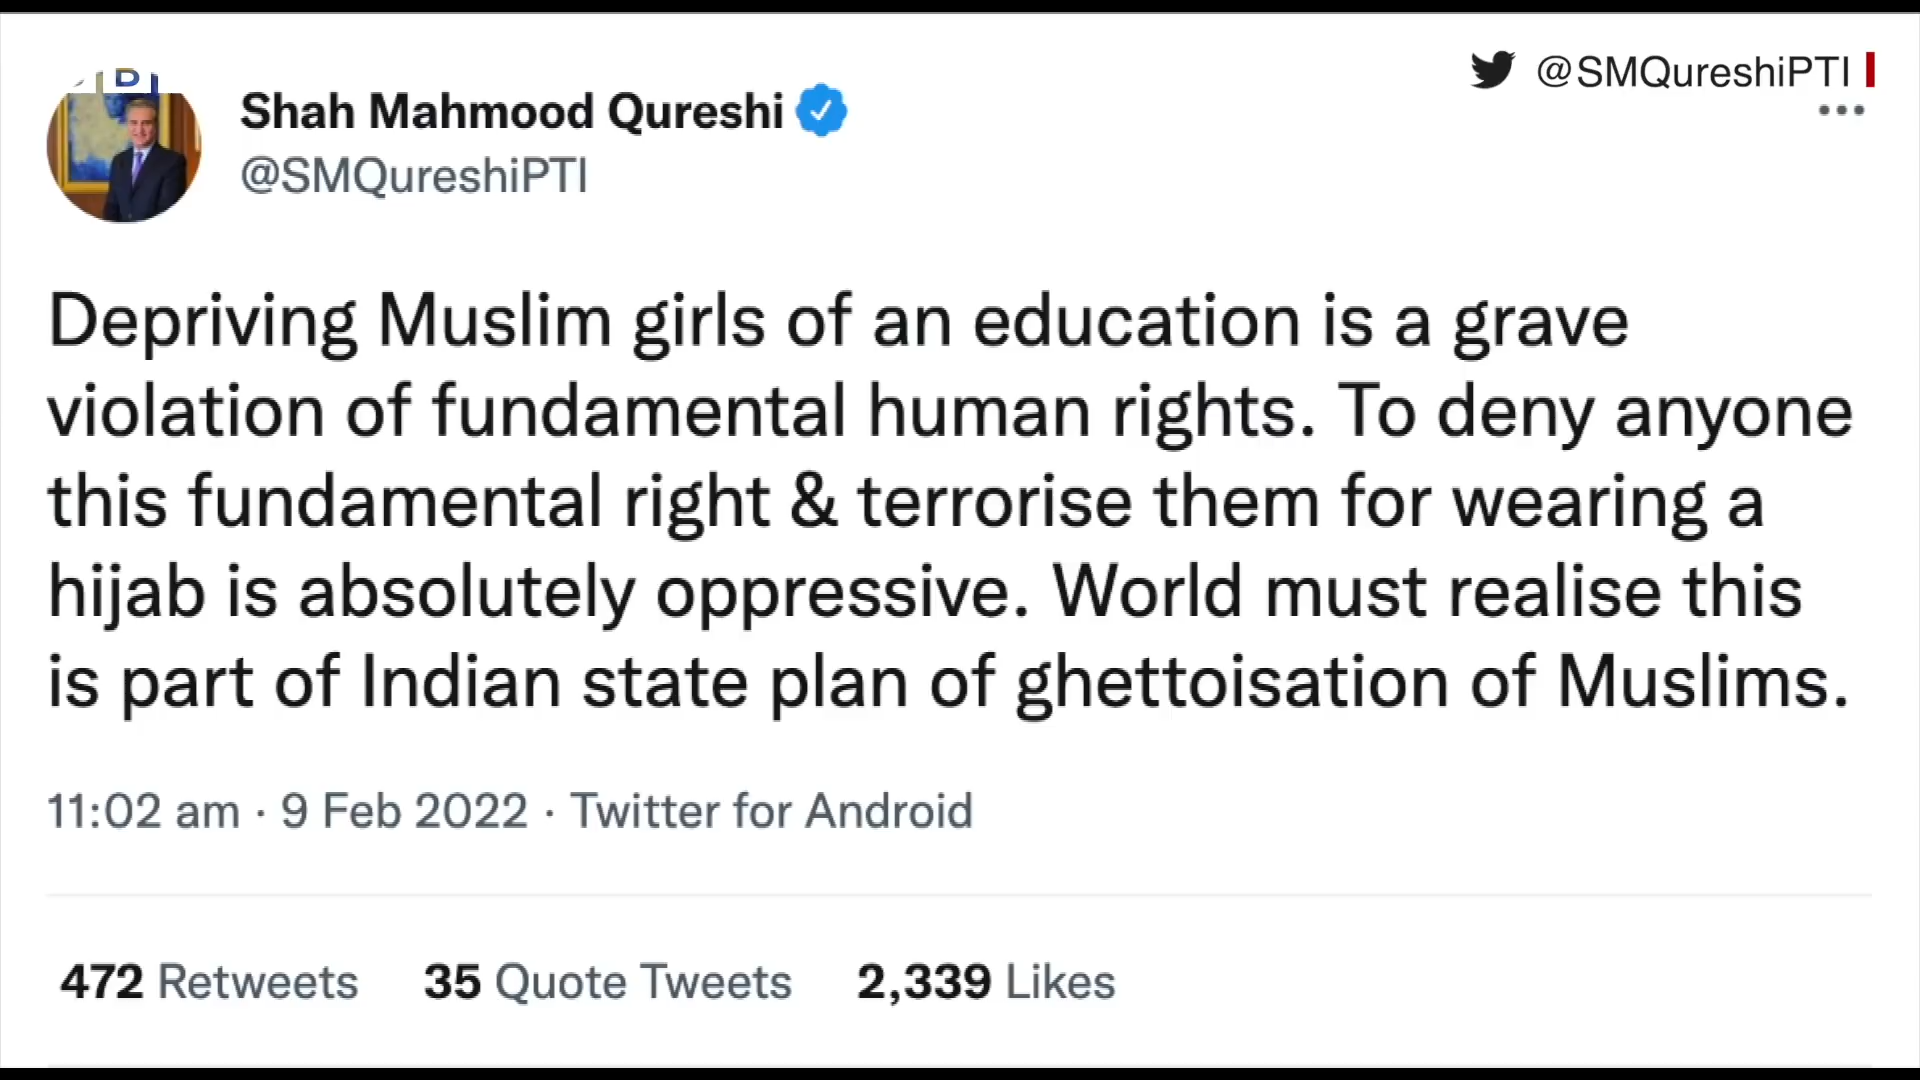 @SMQureshiPTI
Shah Mahmood Qureshi
@SMQureshiPTI
Depriving Muslim girls of an education is a grave
violation of fundamental human rights. To deny anyone
this fundamental right & terrorise them for wearing a
hijab is absolutely oppressive. World must realise this
is part of Indian state plan of ghettoisation of Muslims.
11:02 am · 9 Feb 2022 · Twitter for Android
472 Retweets 35 Quote Tweets 2,339 Likes